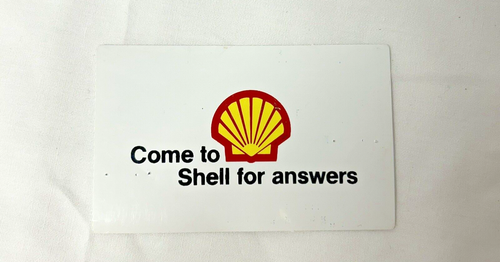 Come to
Shell for answers